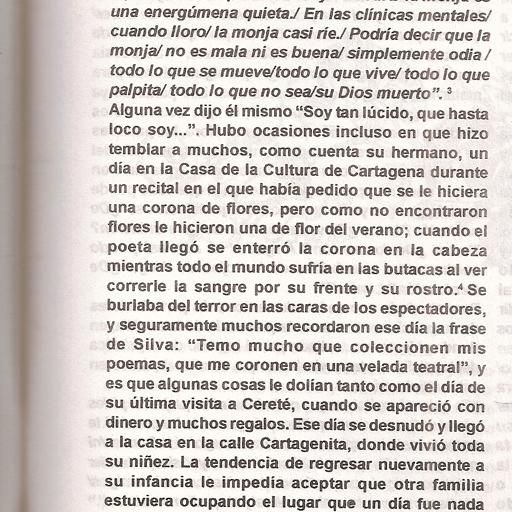 una energúmena quieta./ En las clínicas mentales/
cuando lloro/ la monja casi ríe./ Podría decir que la
monja/ no es mala ni es buena/ simplemente odia /
todo lo que se mueve/todo lo que vive/ todo lo que
palpita/ todo lo que no sea/su Dios muerto”. ³
Alguna vez dijo él mismo “Soy tan lúcido, que hasta
loco soy...”. Hubo ocasiones incluso en que hizo
temblar a muchos, como cuenta su hermano, un
día en la Casa de la Cultura de Cartagena durante
un recital en el que había pedido que se le hiciera
una corona de flores, pero como no encontraron
flores le hicieron una de flor del verano; cuando el
poeta llegó se enterró la corona en la cabeza
mientras todo el mundo sufría en las butacas al ver
correrle la sangre por su frente y su rostro.⁴ Se
burlaba del terror en las caras de los espectadores,
y seguramente muchos recordaron ese día la frase
de Silva: “Temo mucho que coleccionen mis
poemas, que me coronen en una velada teatral”, y
es que algunas cosas le dolían tanto como el día de
su última visita a Cereté, cuando se apareció con
dinero y muchos regalos. Ese día se desnudó y llegó
a la casa en la calle Cartagenita, donde vivió toda
su niñez. La tendencia de regresar nuevamente a
su infancia le impedía aceptar que otra familia
estuviera ocupando el lugar que un día fue nada